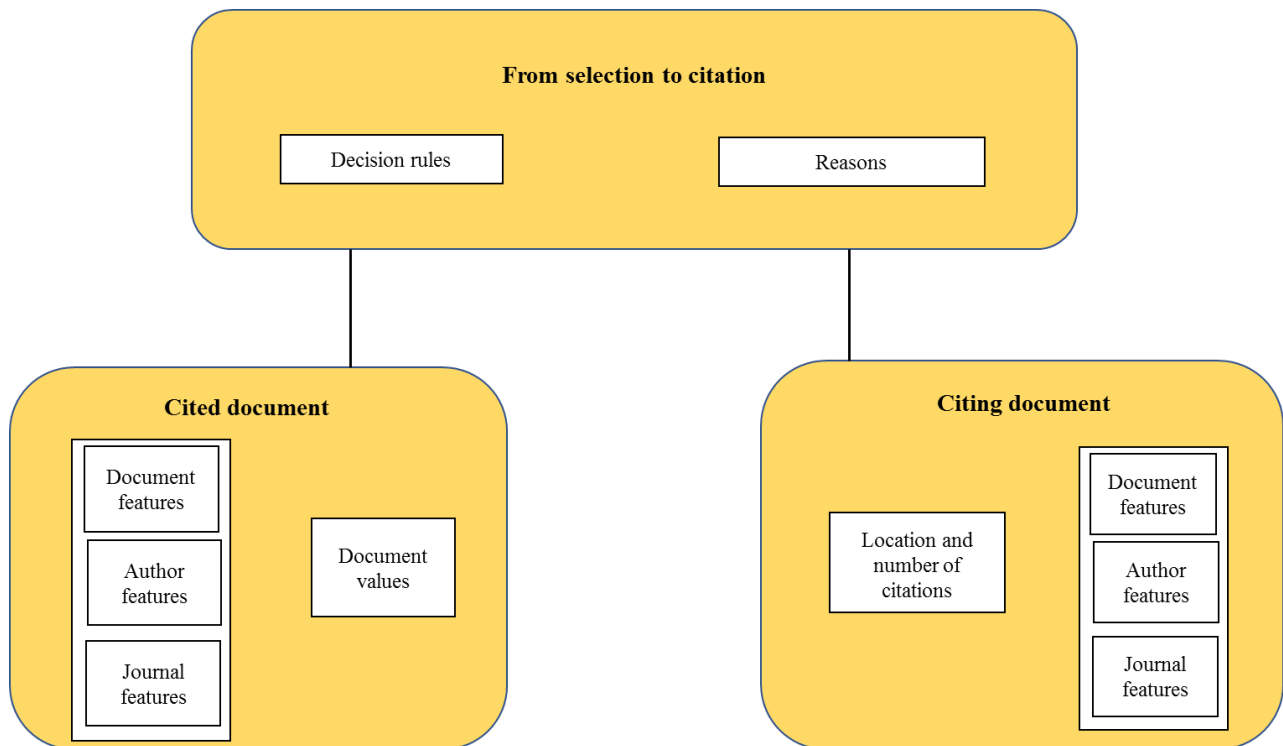 From selection to citation
Decision rules
Reasons
Cited document
Document
features
Author
features
Journal
features
Document
values
Citing document
Location and
number of
citations
Document
features
Author
features
Journal
features